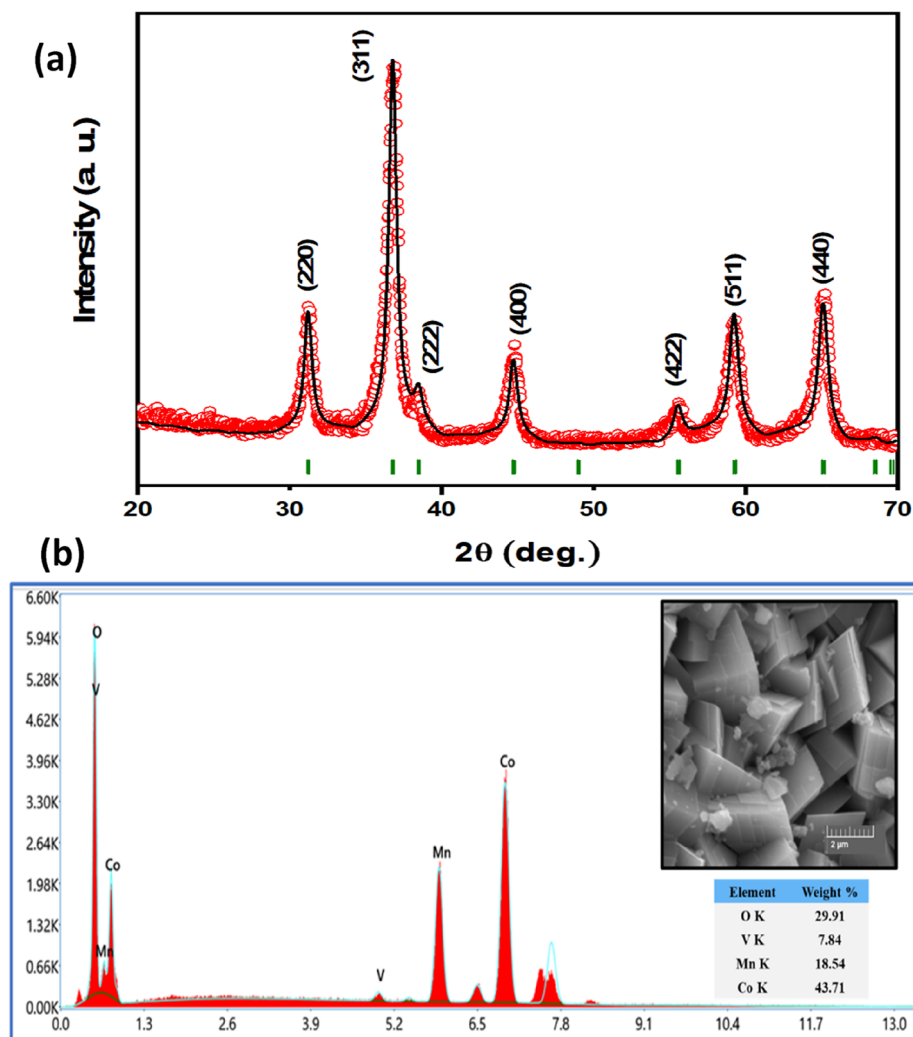 (a)
Intensity (a. u.)
(220)
(311)
(222)
(400)
(422)
(511)
(440)
20 30 40 50 60 70
2θ (deg.)
(b)
6.60K
5.94K
5.28K
4.62K
3.96K
3.30K
2.64K
1.98K
1.32K
0.66K
0.00K
O
V
Co
Mn
V
Mn
Co
2 µm
Element Weight %
O K 29.91
V K 7.84
Mn K 18.54
Co K 43.71
0.0 1.3 2.6 3.9 5.2 6.5 7.8 9.1 10.4 11.7 13.0